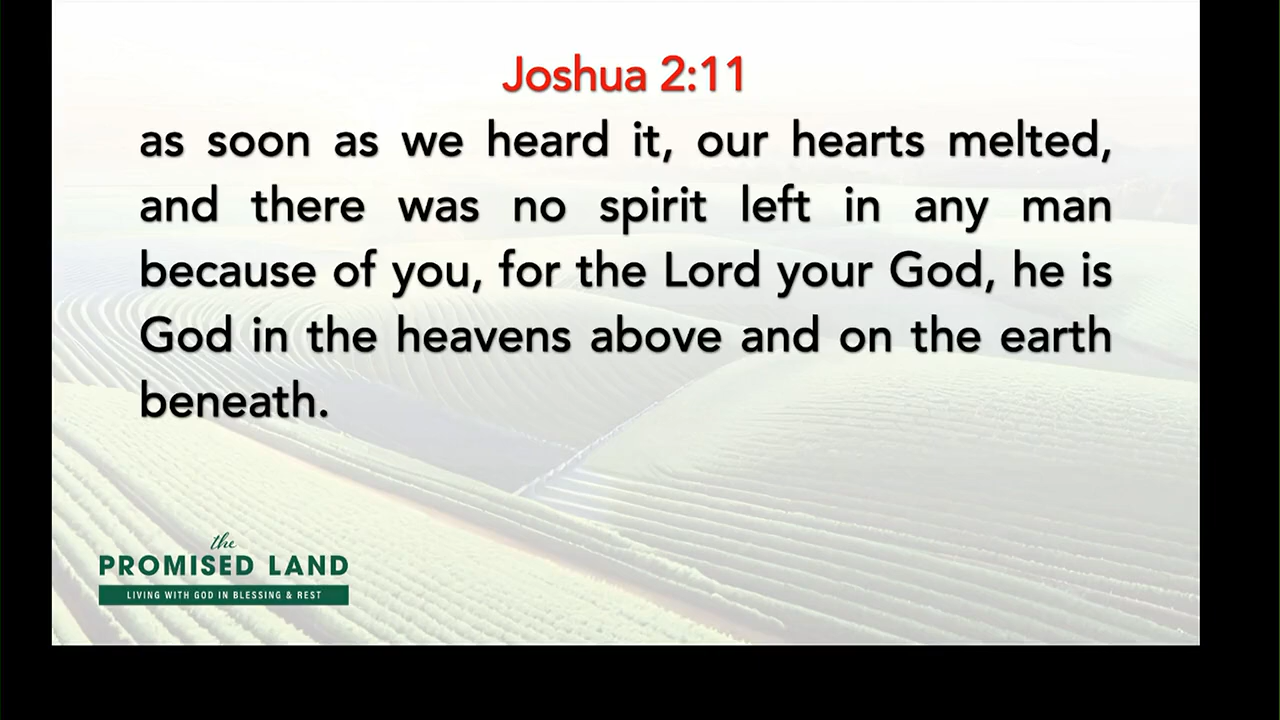 Joshua 2:11
as soon as we heard it, our hearts melted,
and there was no spirit left in any man
because of you, for the Lord your God, he is
God in the heavens above and on the earth
beneath.
the
PROMISED LAND
LIVING WITH GOD IN BLESSING & REST